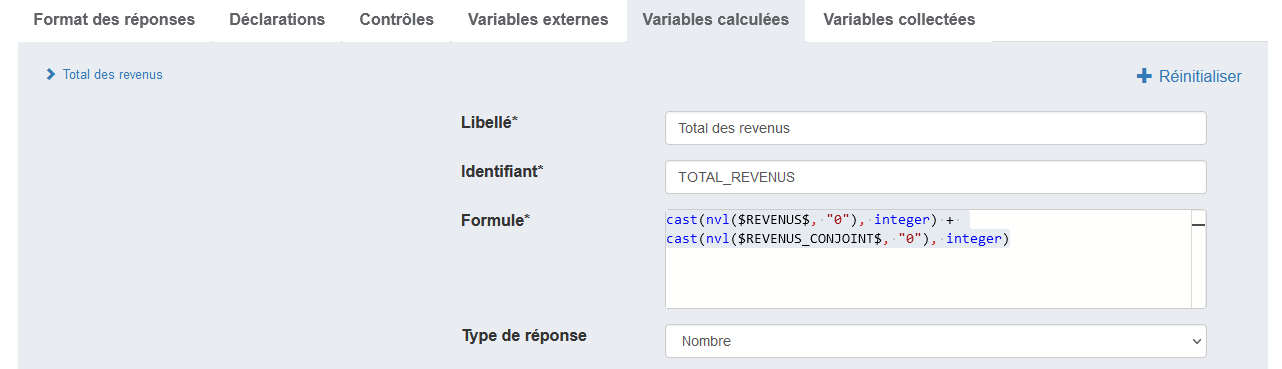 Format des réponses Déclarations Contrôles Variables externes Variables calculées Variables collectées
Total des revenus
Réinitialiser
Libellé*
Total des revenus
Identifiant*
TOTAL_REVENUS
Formule*
cast(nvl($REVENUS$, "0"), integer) +
cast(nvl($REVENUS_CONJOINT$, "0"), integer)
Type de réponse
Nombre